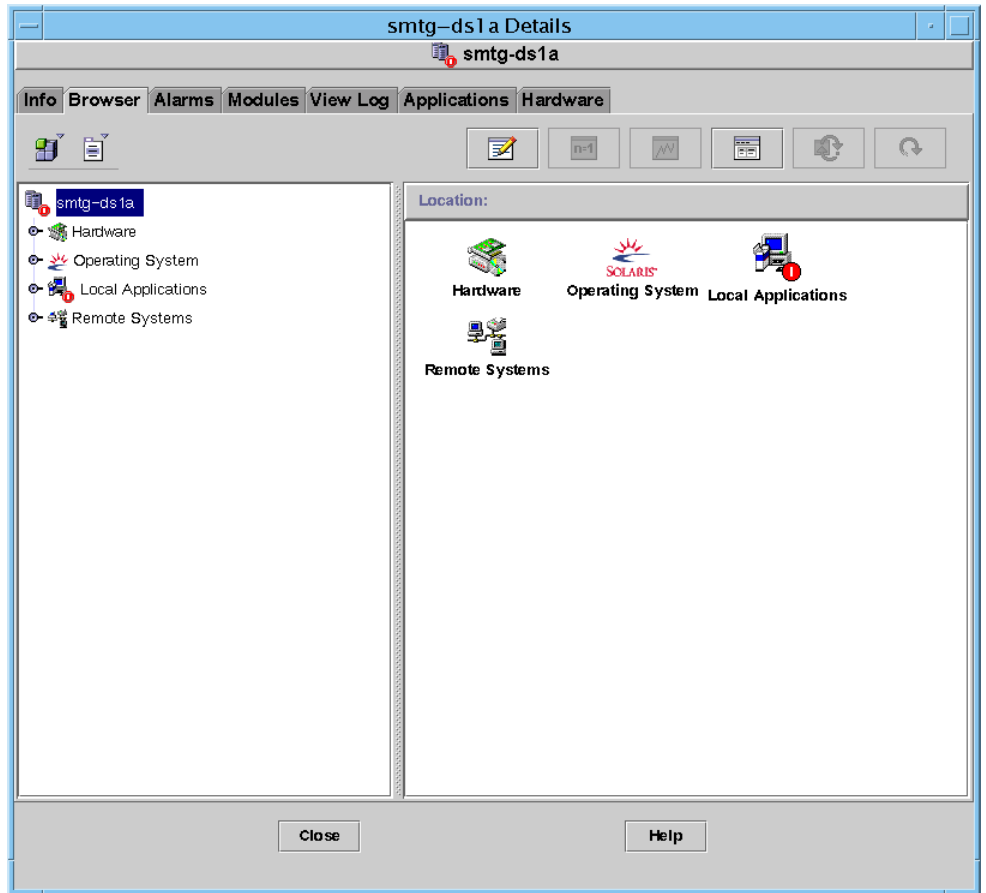 smtg-ds1a Details
smtg-ds1a
Info Browser Alarms Modules View Log Applications Hardware
n=1
smtg-ds1a
Hardware
Operating System
Local Applications
Remote Systems
Location:
SOLARIS
Hardware Operating System Local Applications
Remote Systems
Close Help